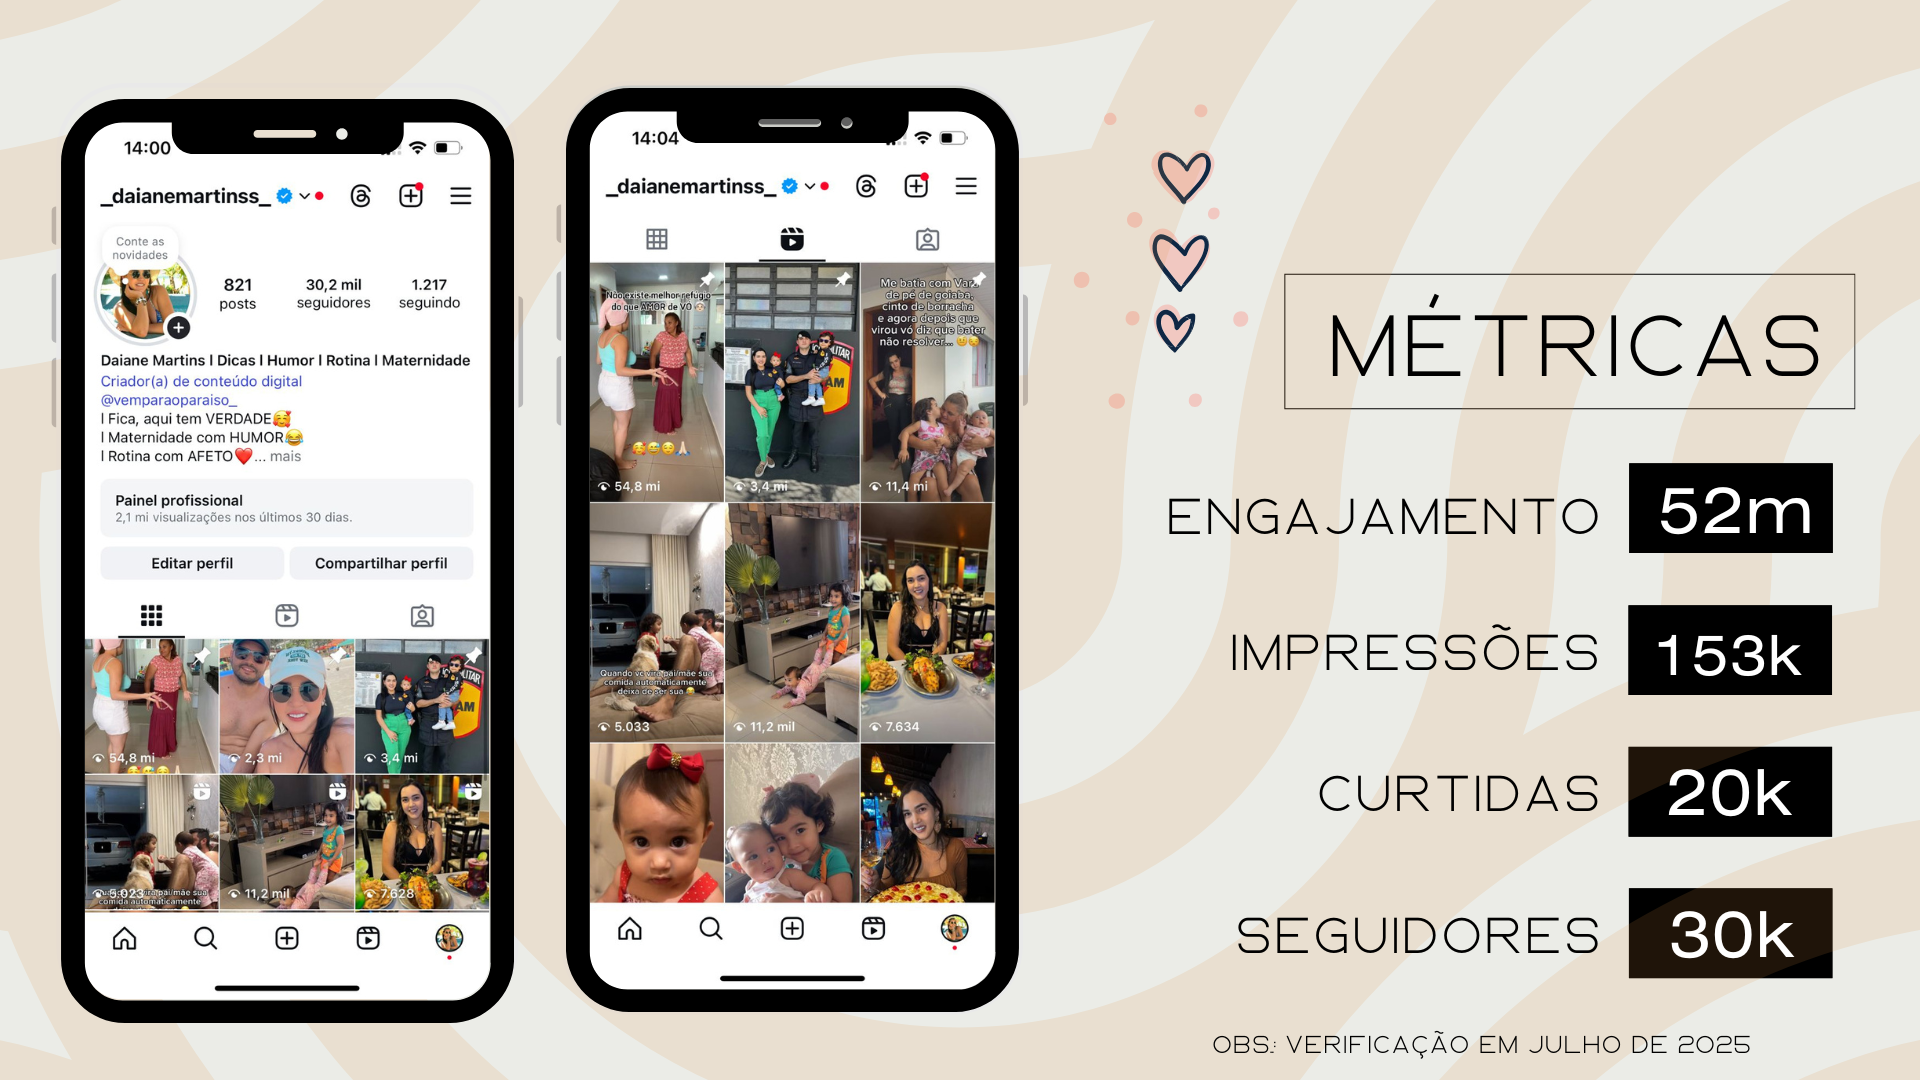 14:00
_daianemartinss_
Conte as
novidades
821
posts
30,2 mil
seguidores
1.217
seguindo
Daiane Martins l Dicas l Humor l Rotina l Maternidade
Criador(a) de conteúdo digital
@vemparaoparaiso_
l Fica, aqui tem VERDADE🥰
l Maternidade com HUMOR😂
l Rotina com AFETO❤️... mais
Painel profissional
2,1 mi visualizações nos últimos 30 dias.
Editar perfil
Compartilhar perfil
54,8 mi
2,3 mi
ILITAR
AM
3,4 mi
5.023
comida automaticamente
11,2 mil
7.628
14:04
_daianemartinss_
Não existe melhor refúgio
do que AMOR de VÓ
54,8 mi
ILITAR
AM
3,4 mi
Me batia com Vara
de pé de goiaba,
cinto de borracha
e agora depois que
virou vó diz que bater
não resolver...
11,4 mi
Quando vc vira pai/mãe sua
comida automaticamente
deixa de ser sua
5.033
11,2 mil
7.634
MÉTRICAS
ENGAJAMENTO 52m
IMPRESSÕES 153k
CURTIDAS 20k
SEGUIDORES 30k
OBS.: VERIFICAÇÃO EM JULHO DE 2025